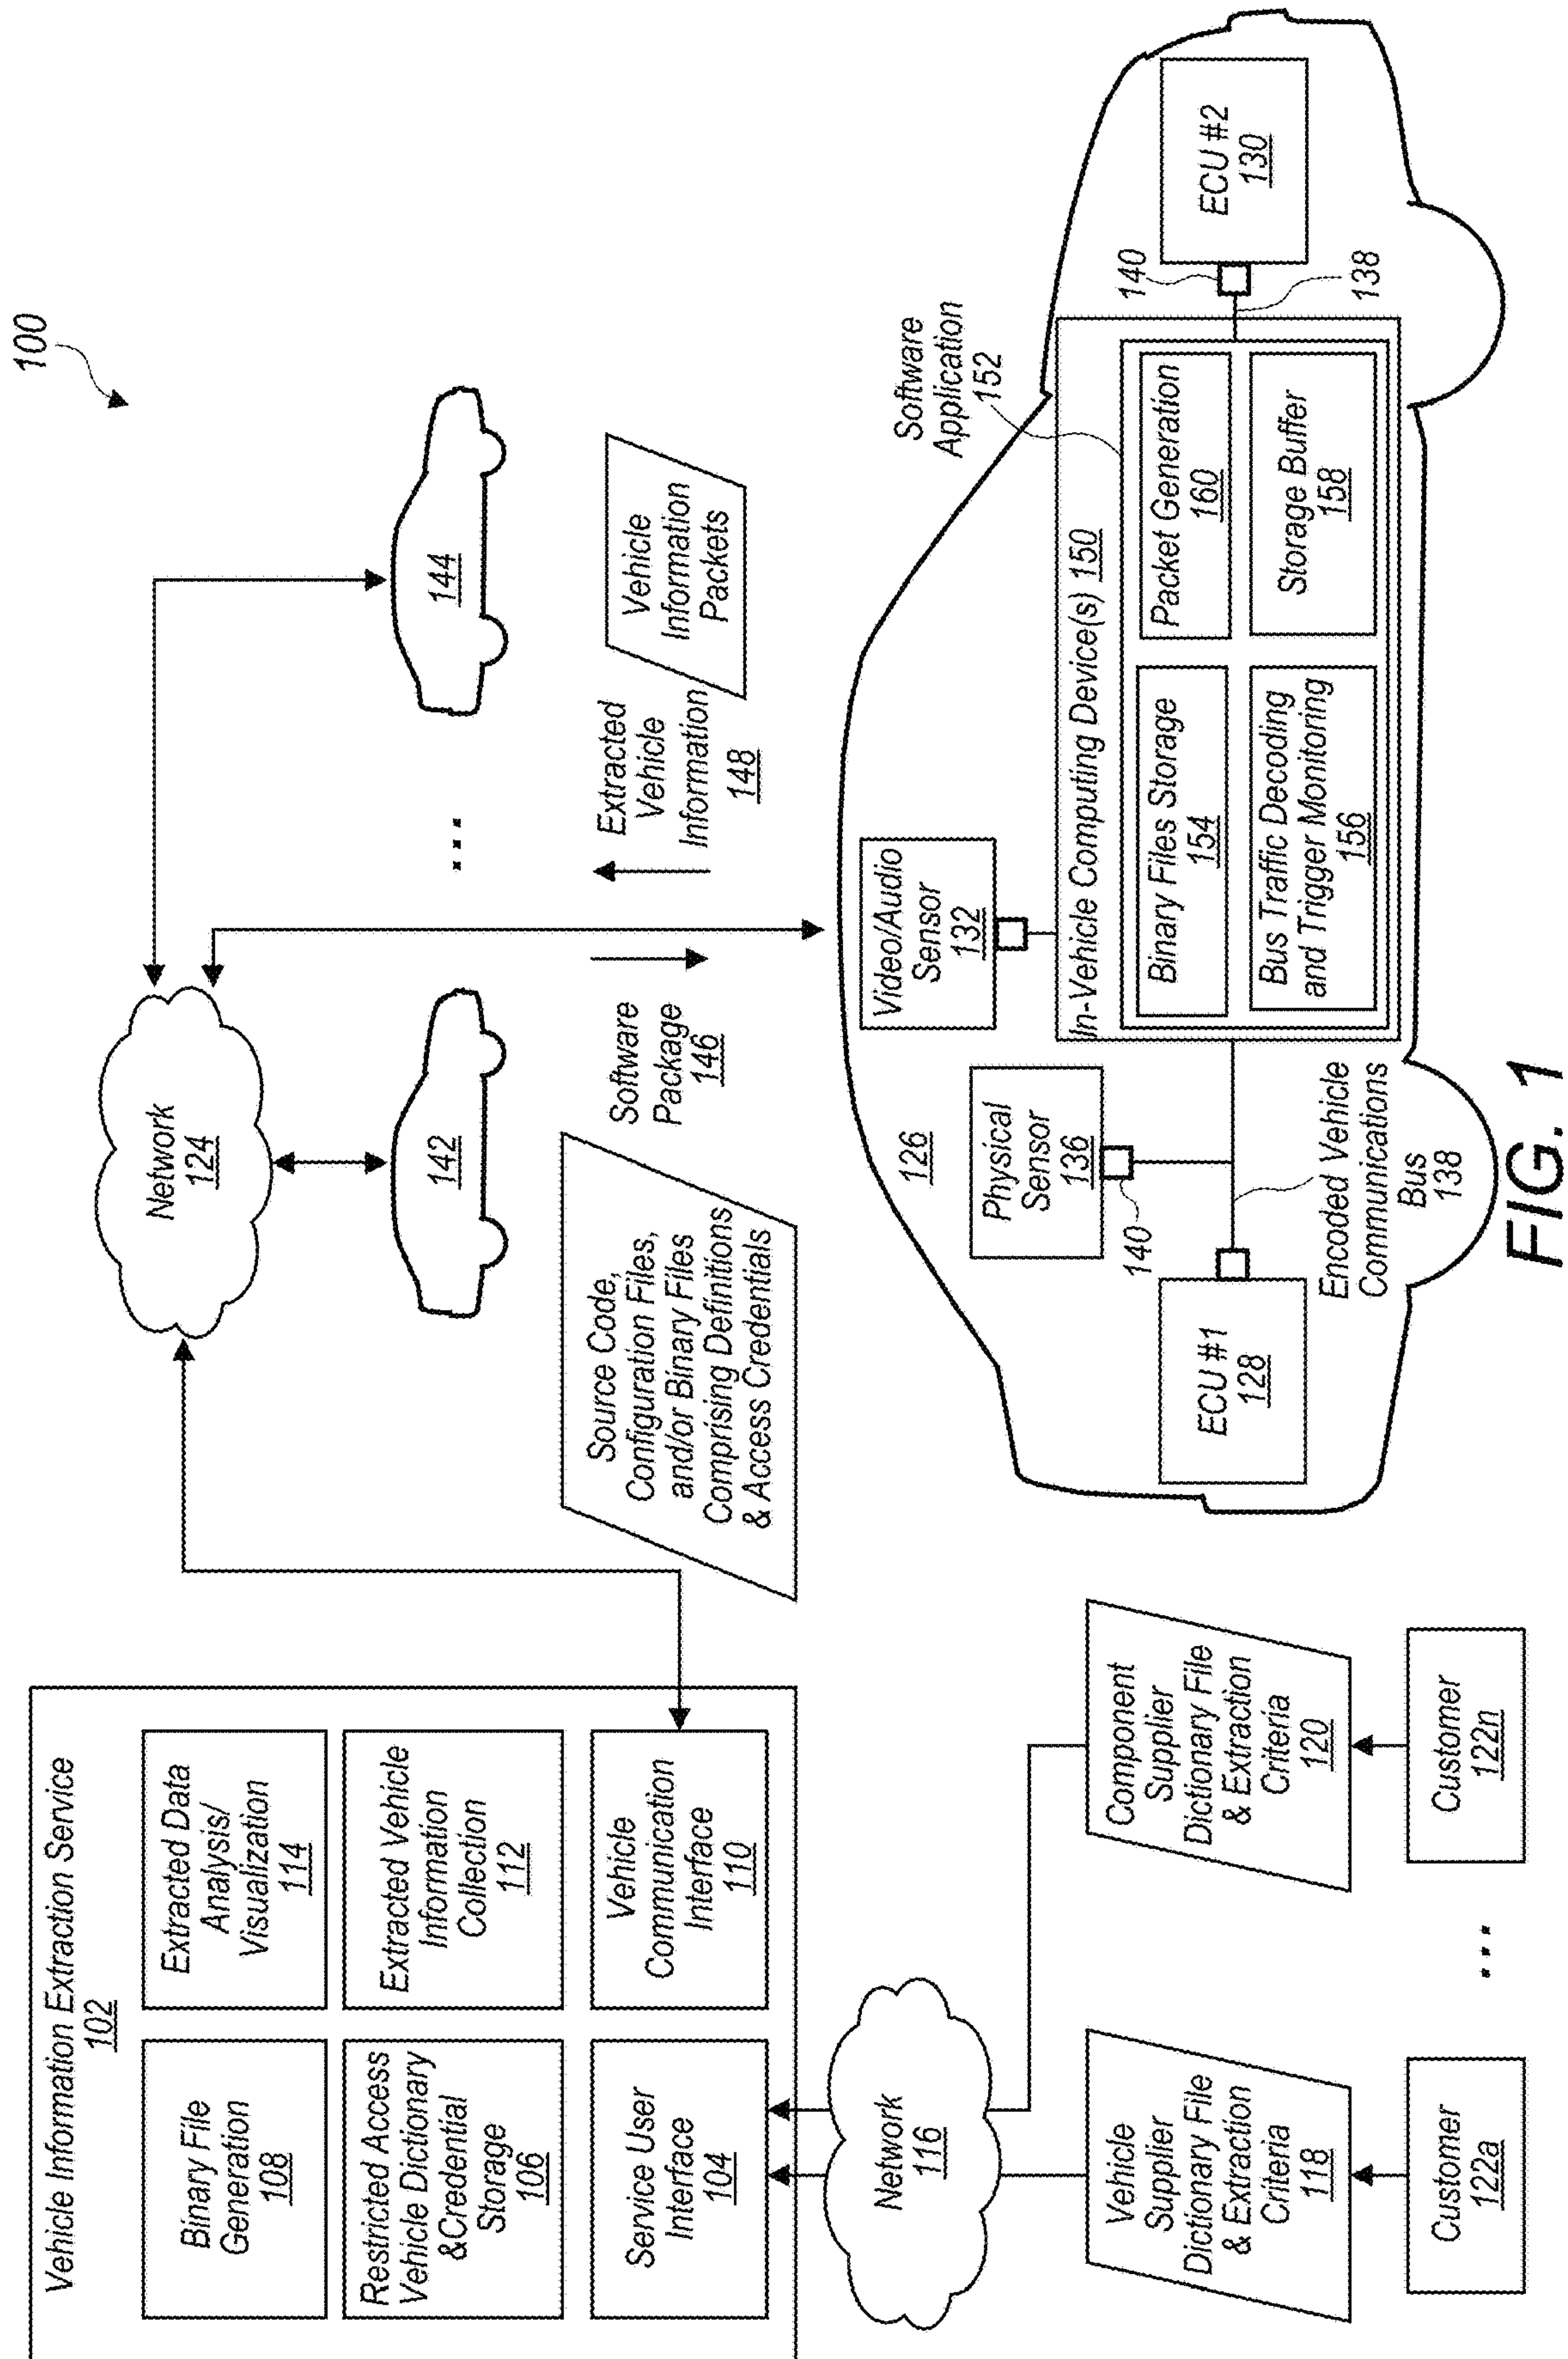 100
Vehicle Information Extraction Service
102
Binary File
Generation
108
Extracted Data
Analysis/
Visualization
114
Restricted Access
Vehicle Dictionary
&Credential
Storage
106
Extracted Vehicle
Information
Collection
112
Service User
Interface
104
Vehicle
Communication
Interface
110
Network
116
Vehicle
Supplier
Dictionary File
& Extraction
Criteria
118
Component
Supplier
Dictionary File
& Extraction
Criteria
120
Customer
122a
...
Customer
122n
Network
124
142
...
144
Source Code,
Configuration Files,
and/or Binary Files
Comprising Definitions
& Access Credentials
Software
Package
146
Extracted
Vehicle
Information
148
Vehicle
Information
Packets
126
Physical
Sensor
136
140
Video/Audio
Sensor
132
Software
Application
152
In-Vehicle Computing Device(s) 150
Binary Files Storage
154
Packet Generation
160
Bus Traffic Decoding
and Trigger Monitoring
156
Storage Buffer
158
ECU #1
128
Encoded Vehicle
Communications
Bus
138
140
138
ECU #2
130
FIG. 1